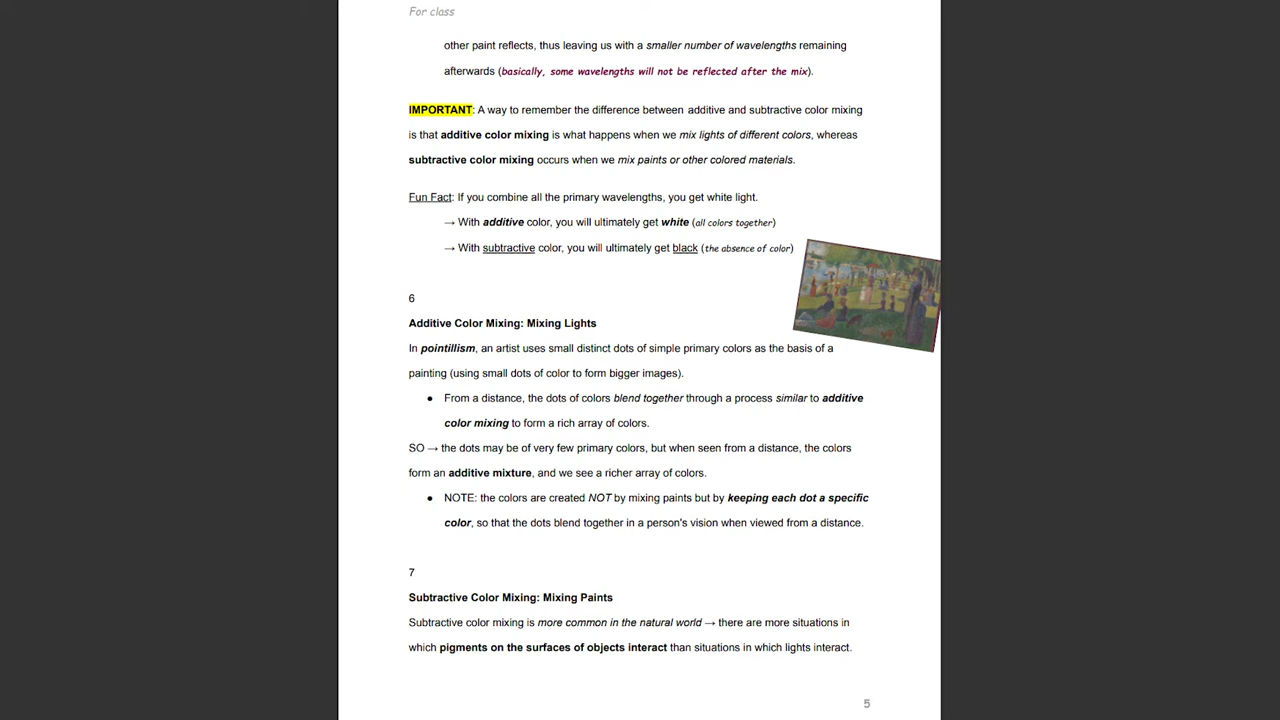 For class
other paint reflects, thus leaving us with a smaller number of wavelengths remaining
afterwards (basically, some wavelengths will not be reflected after the mix).
IMPORTANT: A way to remember the difference between additive and subtractive color mixing
is that additive color mixing is what happens when we mix lights of different colors, whereas
subtractive color mixing occurs when we mix paints or other colored materials.
Fun Fact: If you combine all the primary wavelengths, you get white light.
→ With additive color, you will ultimately get white (all colors together)
→ With subtractive color, you will ultimately get black (the absence of color)
6
Additive Color Mixing: Mixing Lights
In pointillism, an artist uses small distinct dots of simple primary colors as the basis of a
painting (using small dots of color to form bigger images).
● From a distance, the dots of colors blend together through a process similar to additive
color mixing to form a rich array of colors.
SO → the dots may be of very few primary colors, but when seen from a distance, the colors
form an additive mixture, and we see a richer array of colors.
● NOTE: the colors are created NOT by mixing paints but by keeping each dot a specific
color, so that the dots blend together in a person's vision when viewed from a distance.
7
Subtractive Color Mixing: Mixing Paints
Subtractive color mixing is more common in the natural world → there are more situations in
which pigments on the surfaces of objects interact than situations in which lights interact.
5